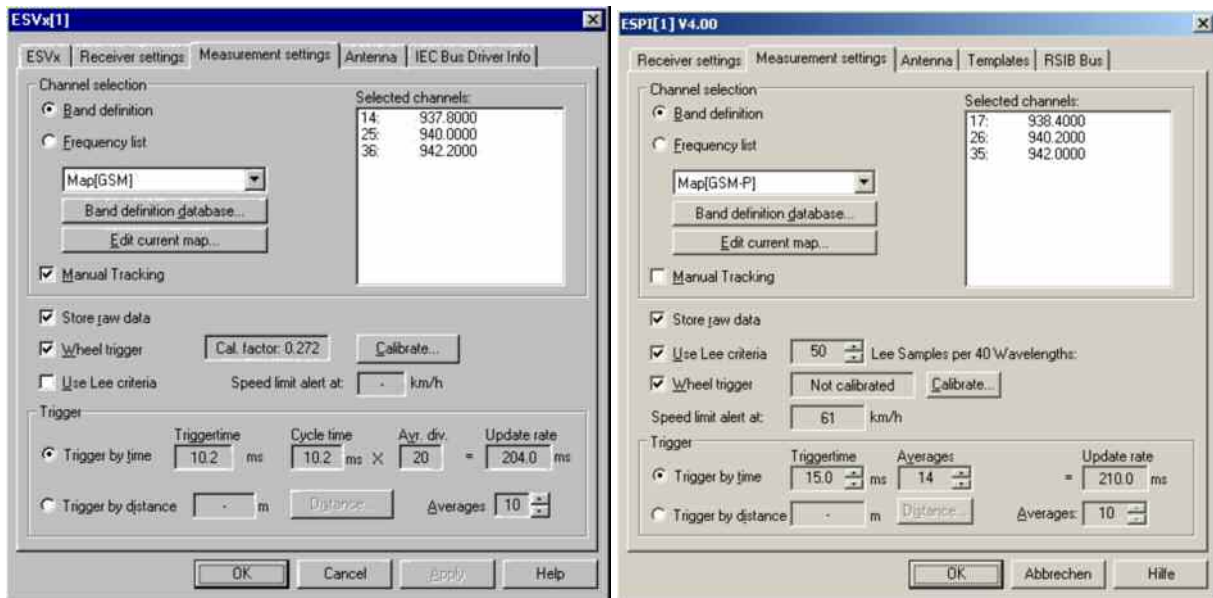 ESVx[1]
ESVx Receiver settings Measurement settings Antenna IEC Bus Driver Info
Channel selection
Band definition
Frequency list
Map[GSM]
Band definition database...
Edit current map...
Manual Tracking
Selected channels:
14: 937.8000
25: 940.0000
36: 942.2000
Store raw data
Wheel trigger Cal. factor: 0.272 Calibrate...
Use Lee criteria Speed limit alert at: - km/h
Trigger
Triggertime Cycle time Avr. div. Update rate
Trigger by time 10.2 ms 10.2 ms X 20 = 204.0 ms
Trigger by distance - m Distance... Averages 10
OK Cancel Apply Help
ESPI[1] V4.00
Receiver settings Measurement settings Antenna Templates RSIB Bus
Channel selection
Band definition
Frequency list
Map[GSM-P]
Band definition database...
Edit current map...
Manual Tracking
Selected channels:
17: 938.4000
26: 940.2000
35: 942.0000
Store raw data
Use Lee criteria 50 Lee Samples per 40 Wavelengths:
Wheel trigger Not calibrated Calibrate...
Speed limit alert at: 61 km/h
Trigger
Triggertime Averages Update rate
Trigger by time 15.0 ms 14 = 210.0 ms
Trigger by distance - m Distance... Averages: 10
OK Abbrechen Hilfe